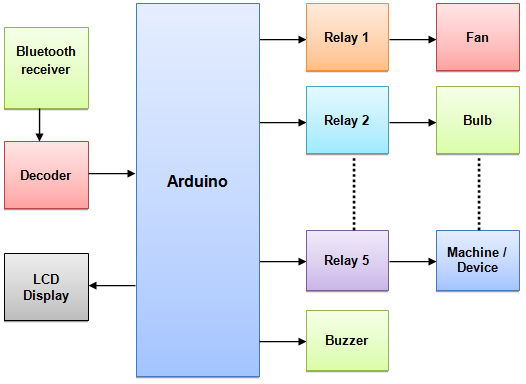 Bluetooth
receiver
Decoder
LCD
Display
Arduino
Relay 1
Fan
Relay 2
Bulb
Relay 5
Machine /
Device
Buzzer